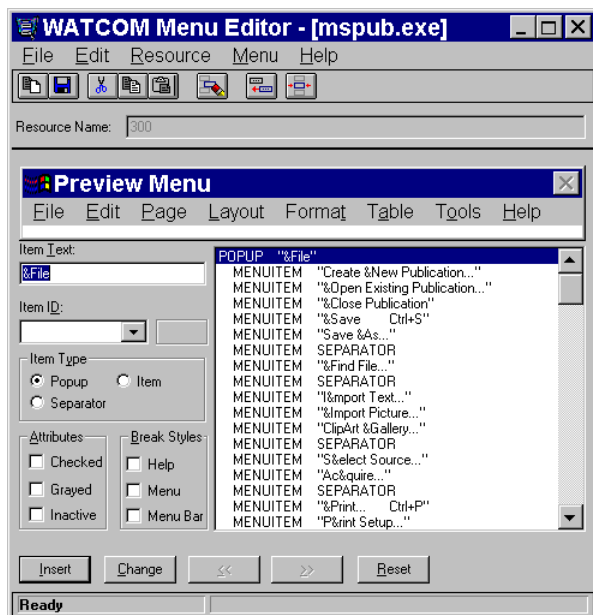 WATCOM Menu Editor - [mspub.exe]
File Edit Resource Menu Help
Resource Name: 300
Preview Menu
File Edit Page Layout Format Table Tools Help
Item Text:
&File
Item ID:
Item Type
Popup Item
Separator
Attributes
Checked
Grayed
Inactive
Break Styles
Help
Menu
Menu Bar
POPUP "&File"
MENUITEM "Create &New Publication..."
MENUITEM "&Open Existing Publication..."
MENUITEM "&Close Publication"
MENUITEM "&Save Ctrl+S"
MENUITEM "Save &As..."
MENUITEM SEPARATOR
MENUITEM "&Find File..."
MENUITEM SEPARATOR
MENUITEM "I&mport Text..."
MENUITEM "&Import Picture..."
MENUITEM "ClipArt &Gallery..."
MENUITEM SEPARATOR
MENUITEM "S&elect Source..."
MENUITEM "Ac&quire..."
MENUITEM SEPARATOR
MENUITEM "&Print... Ctrl+P"
MENUITEM "P&rint Setup..."
Insert Change << >> Reset
Ready